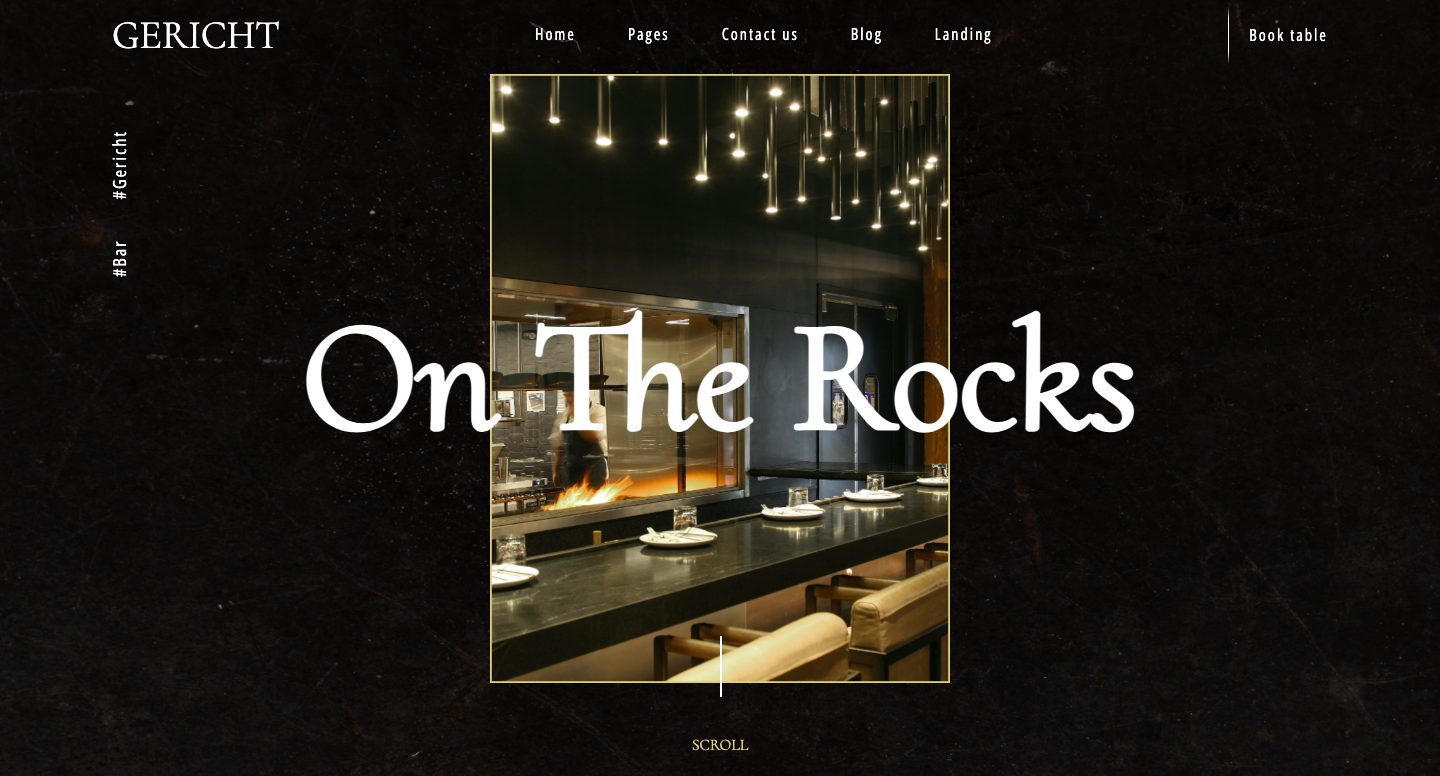 GERICHT
Home
Pages
Contact us
Blog
Landing
Book table
#Gericht
#Bar
On The Rocks
SCROLL